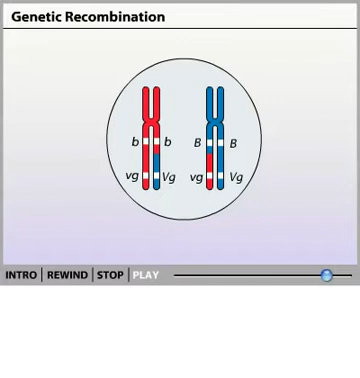 Genetic Recombination
b b B B
vg Vg vg Vg
INTRO REWIND STOP PLAY